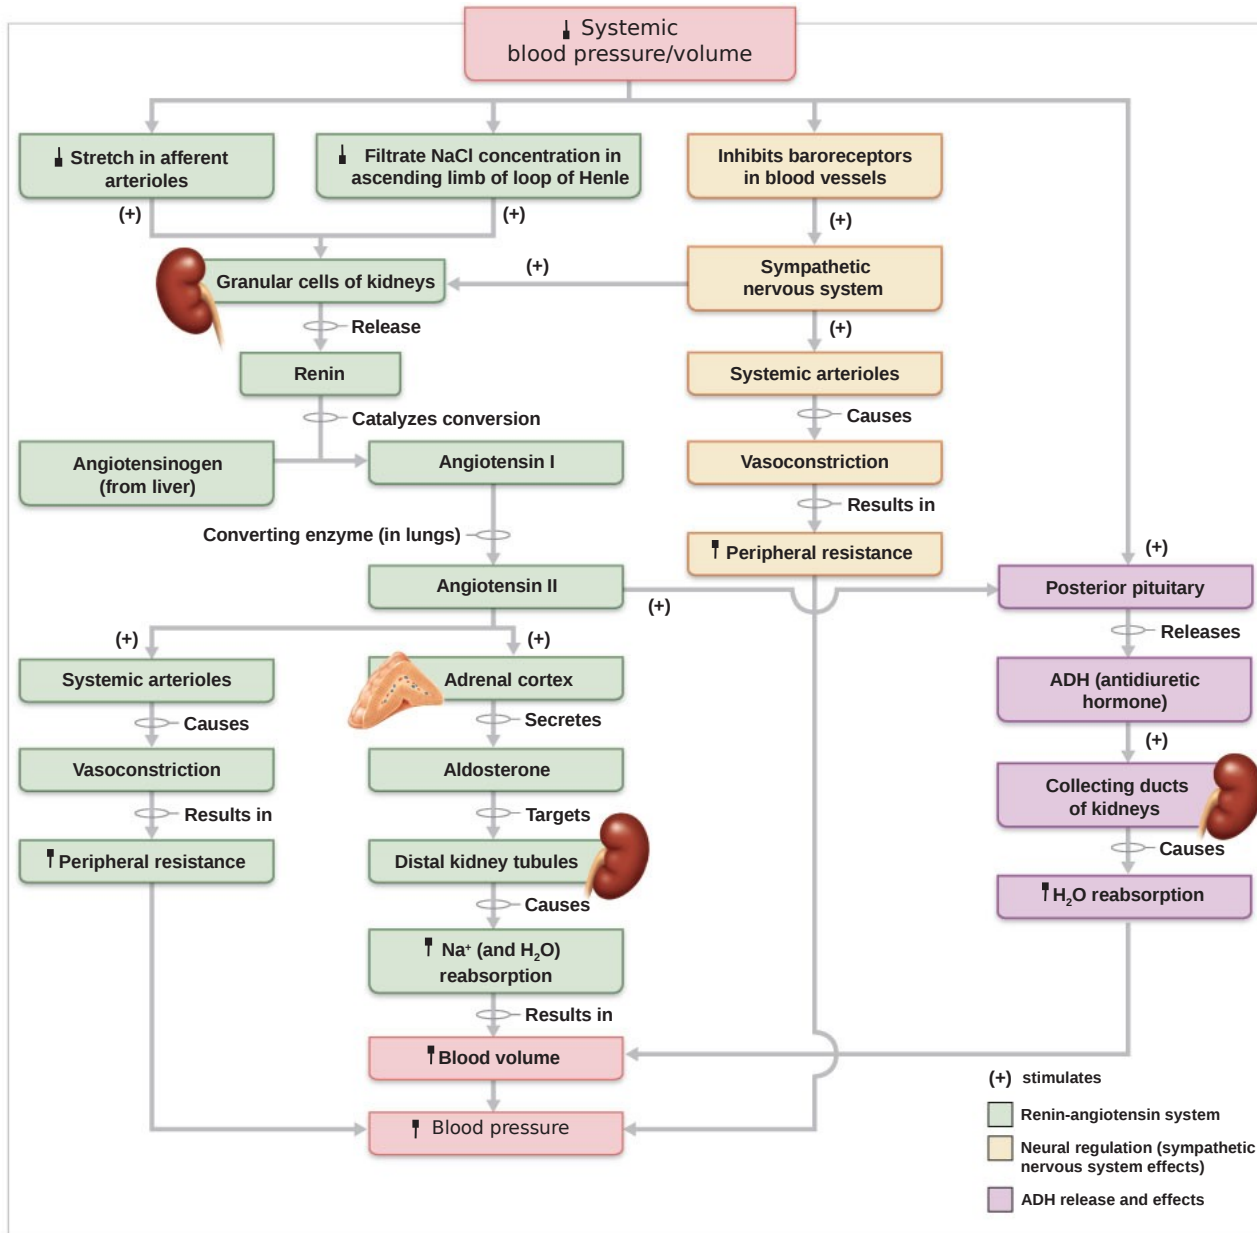 Systemic
blood pressure/volume
Stretch in afferent
arterioles
Filtrate NaCl concentration in
ascending limb of loop of Henle
Inhibits baroreceptors
in blood vessels
(+)
(+)
(+)
Granular cells of kidneys
(+)
Sympathetic
nervous system
Release
(+)
Renin
Systemic arterioles
Catalyzes conversion
Causes
Angiotensinogen
(from liver)
Angiotensin I
Vasoconstriction
Converting enzyme (in lungs)
Results in
Peripheral resistance
(+)
Angiotensin II
(+)
Posterior pituitary
(+)
(+)
Releases
Systemic arterioles
Adrenal cortex
ADH (antidiuretic
hormone)
Causes
Secretes
(+)
Vasoconstriction
Aldosterone
Collecting ducts
of kidneys
Results in
Targets
Peripheral resistance
Distal kidney tubules
Causes
Causes
H₂O reabsorption
Na⁺ (and H₂O)
reabsorption
Results in
Blood volume
Blood pressure
(+) stimulates
Renin-angiotensin system
Neural regulation (sympathetic
nervous system effects)
ADH release and effects